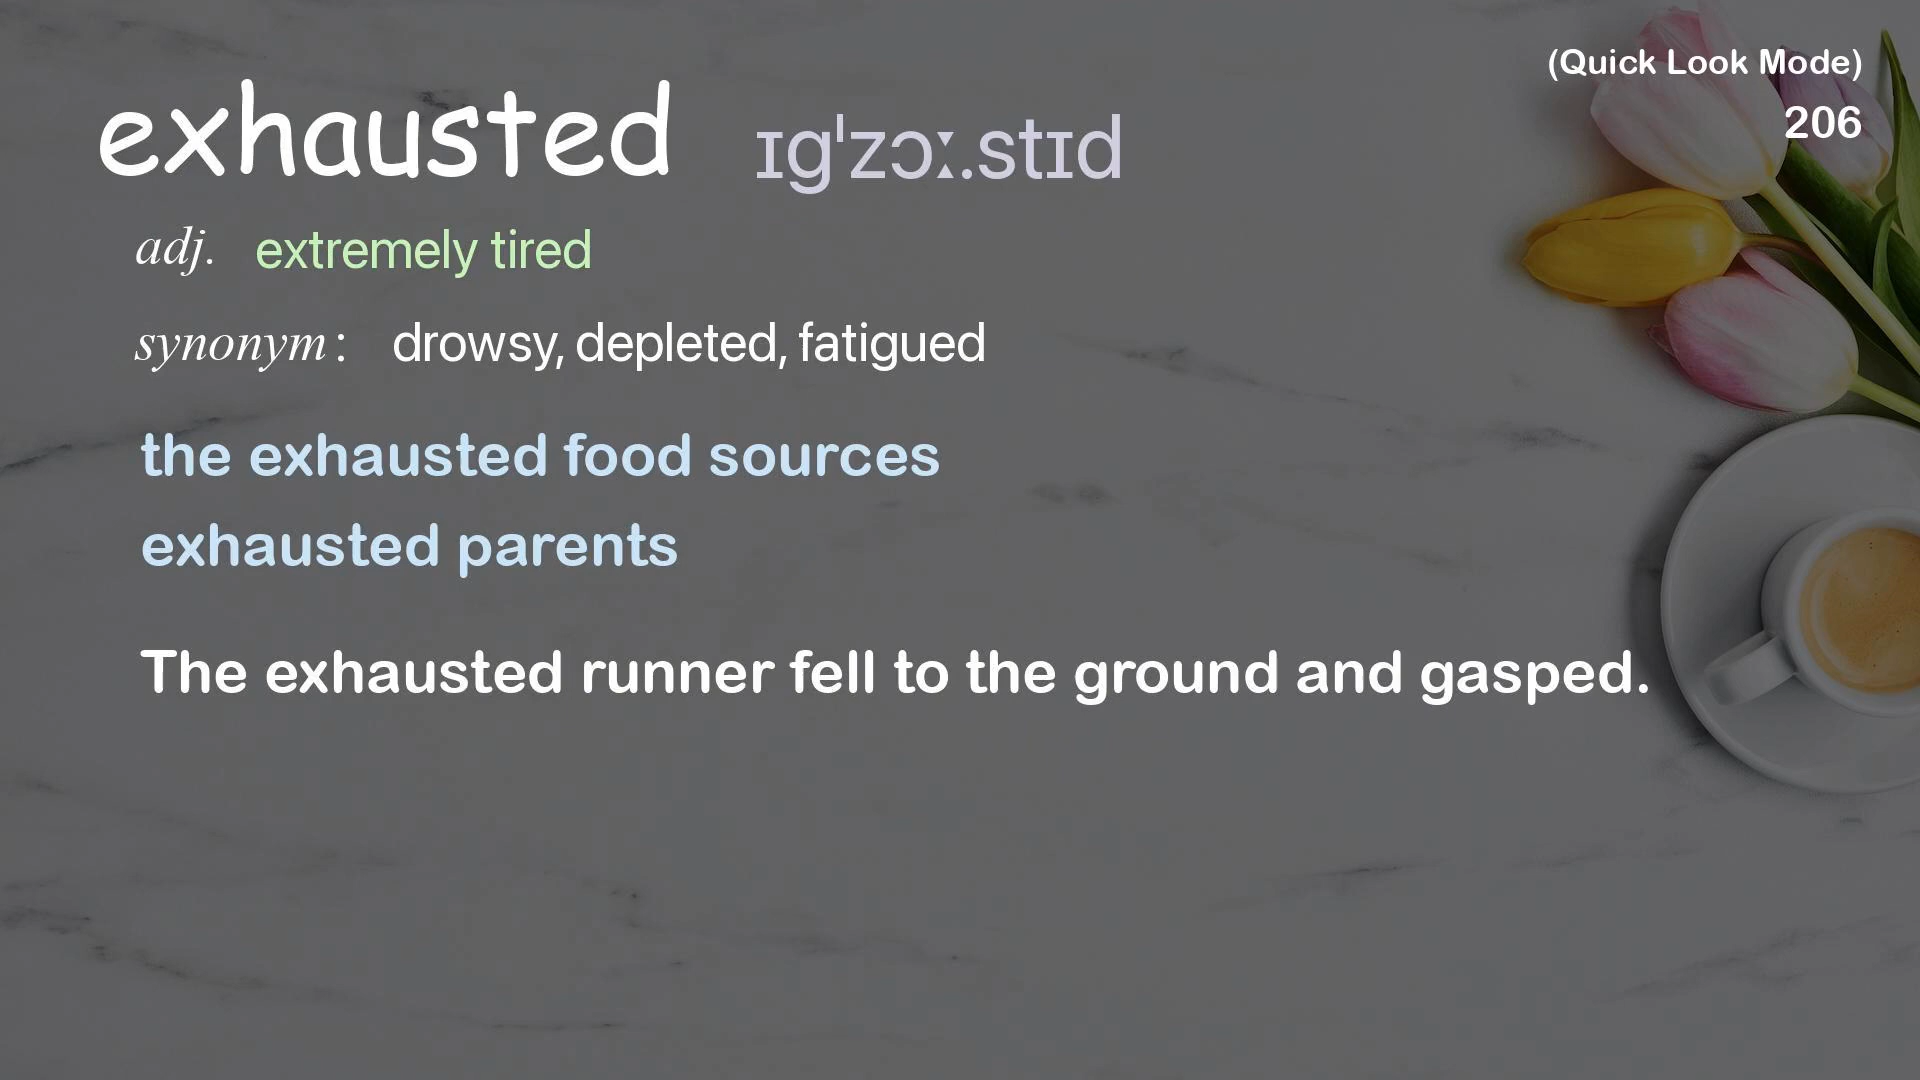 (Quick Look Mode)
206
exhausted ɪɡˈzɔː.stɪd
adj. extremely tired
synonym : drowsy, depleted, fatigued
the exhausted food sources
exhausted parents
The exhausted runner fell to the ground and gasped.